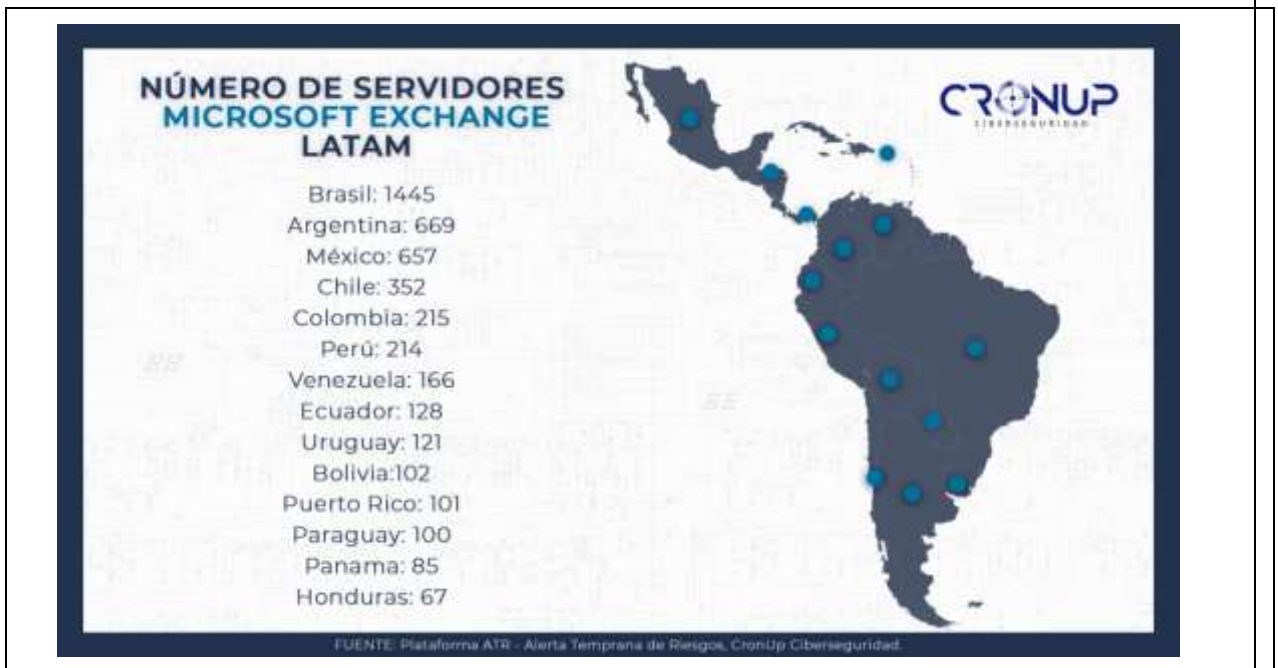 NÚMERO DE SERVIDORES
MICROSOFT EXCHANGE
LATAM
Brasil: 1445
Argentina: 669
México: 657
Chile: 352
Colombia: 215
Perú: 214
Venezuela: 166
Ecuador: 128
Uruguay: 121
Bolivia:102
Puerto Rico: 101
Paraguay: 100
Panama: 85
Honduras: 67
CRONUP
CIBERSEGURIDAD
FUENTE: Plataforma ATR - Alerta Temprana de Riesgos, CronUp Ciberseguridad.